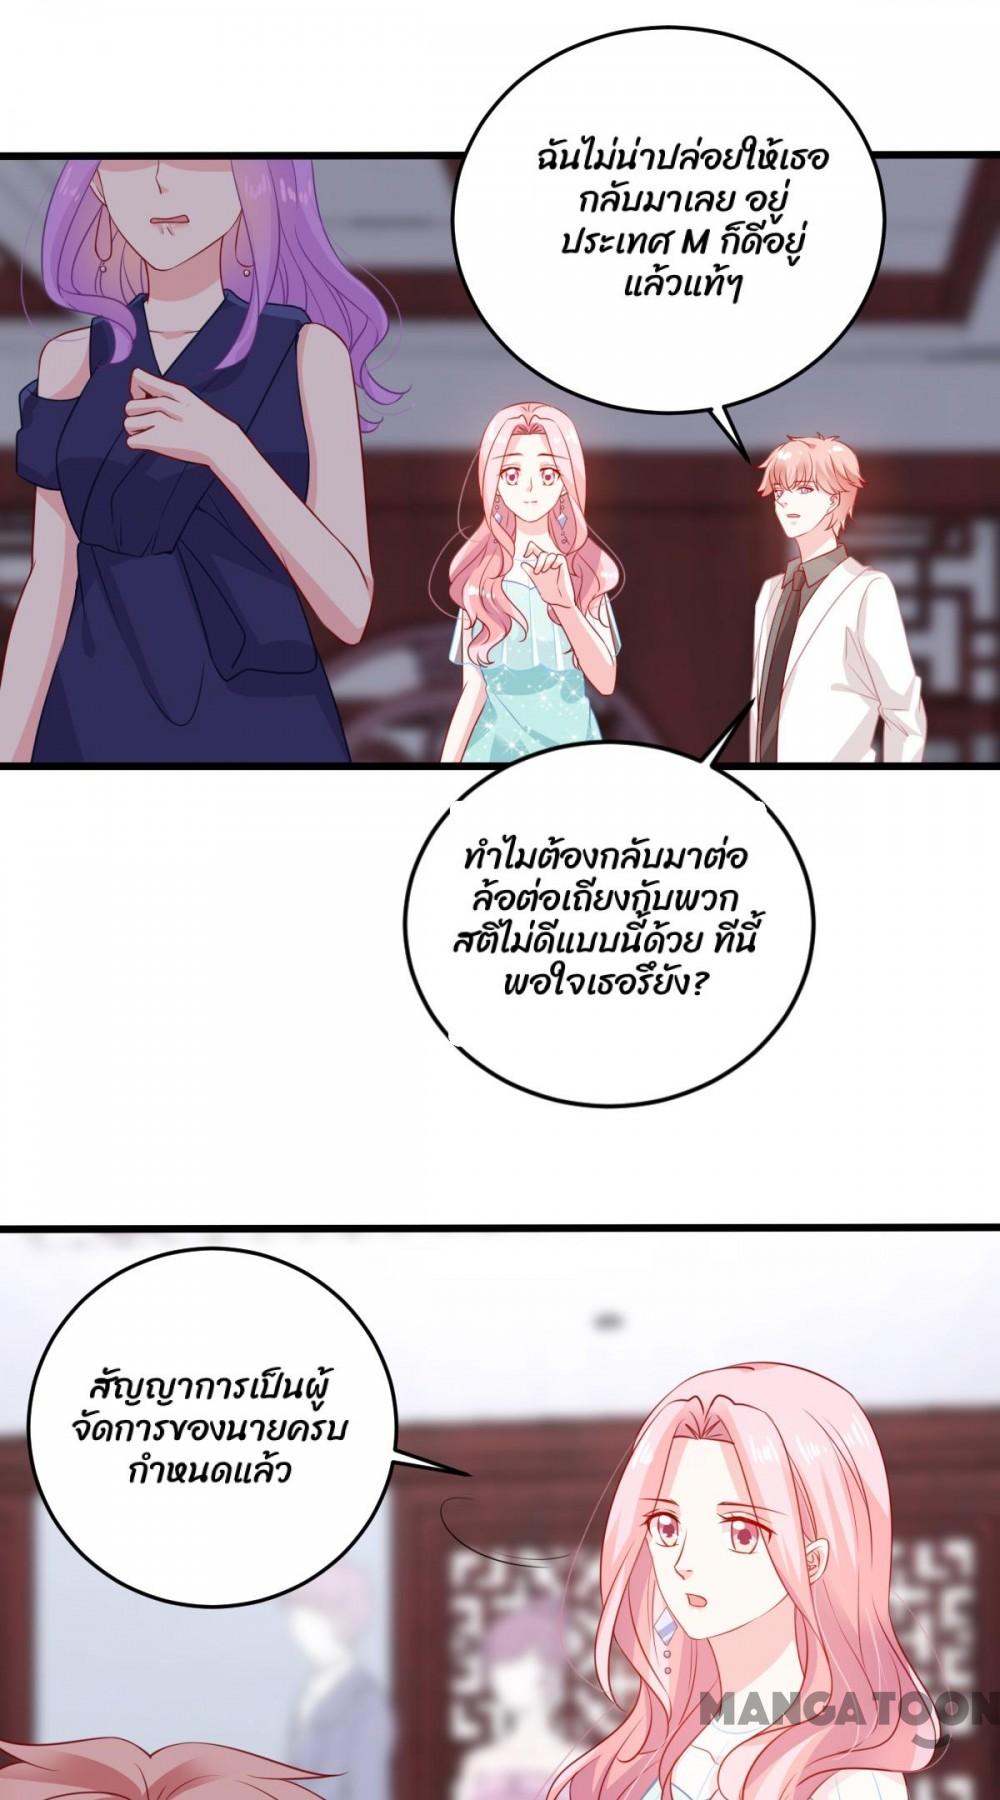 ฉันไม่น่าปล่อยให้เธอ
กลับมาเลย อยู่
ประเทศ M ก็ดีอยู่
แล้วแท้ๆ
ทำไมต้องกลับมาต่อ
ล้อต่อเถียงกับพวก
สติไม่ดีแบบนี้ด้วย ทีนี้
พอใจเธอรึยัง?
สัญญาการเป็นผู้
จัดการของนายครบ
กำหนดแล้ว
MANGATOON